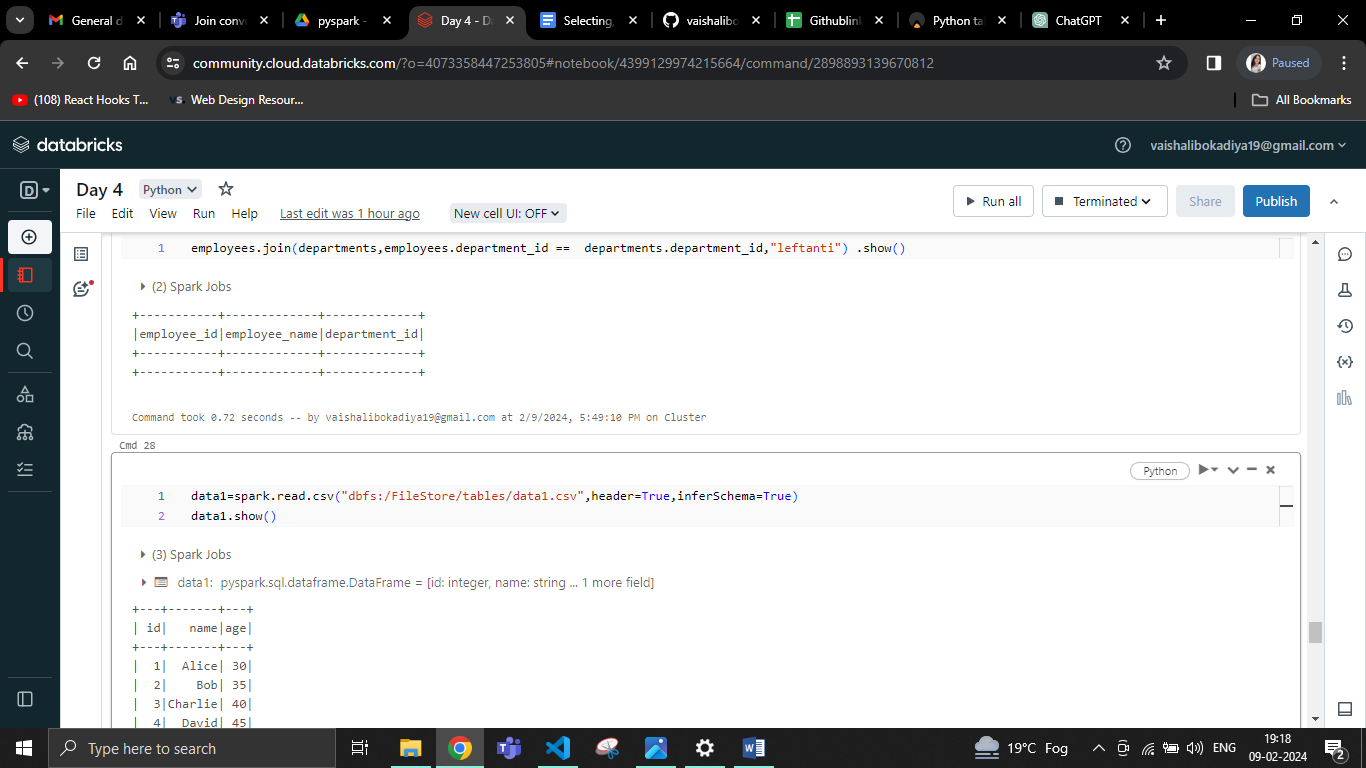 General d
Join conv
pyspark -
Day 4 - Da
Selecting,
vaishalibo
Githublink
Python tal
ChatGPT
community.cloud.databricks.com/?o=4073358447253805#notebook/4399129974215664/command/2898893139670812
Paused
(108) React Hooks T...
VS Web Design Resour...
All Bookmarks
databricks
vaishalibokadiya19@gmail.com
D
Day 4 Python
Run all
Terminated
Share
Publish
File Edit View Run Help Last edit was 1 hour ago New cell UI: OFF
1 employees.join(departments,employees.department_id ==  departments.department_id,"leftanti") .show()
(2) Spark Jobs
+-----------+-------------+-------------+
|employee_id|employee_name|department_id|
+-----------+-------------+-------------+
+-----------+-------------+-------------+
Command took 0.72 seconds -- by vaishalibokadiya19@gmail.com at 2/9/2024, 5:49:10 PM on Cluster
Cmd 28
Python
1 data1=spark.read.csv("dbfs:/FileStore/tables/data1.csv",header=True,inferSchema=True)
2 data1.show()
(3) Spark Jobs
data1: pyspark.sql.dataframe.DataFrame = [id: integer, name: string ... 1 more field]
+---+-------+---+
| id|   name|age|
+---+-------+---+
|  1|  Alice| 30|
|  2|    Bob| 35|
|  3|Charlie| 40|
|  4|  David| 45|
Type here to search
19°C Fog
ENG
19:18
09-02-2024
2